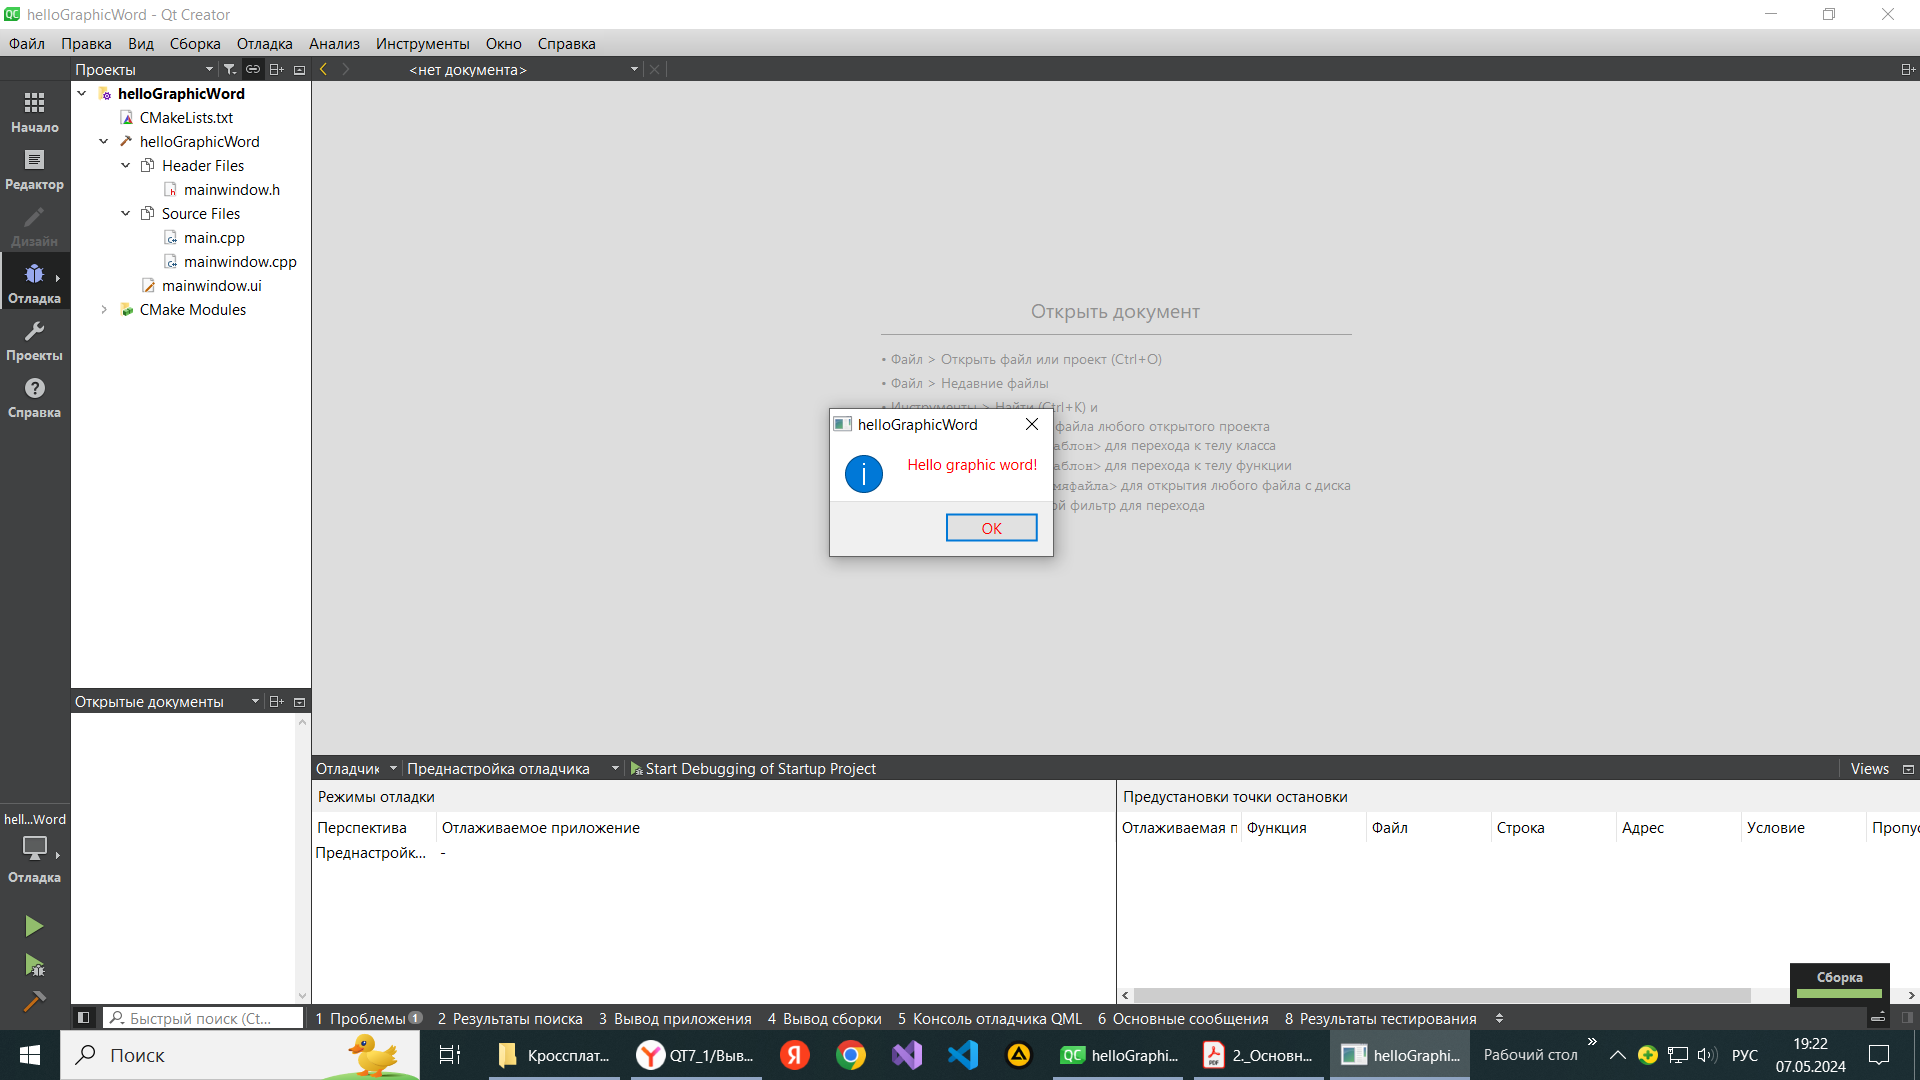 helloGraphicWord - Qt Creator
Файл Правка Вид Сборка Отладка Анализ Инструменты Окно Справка
Проекты
<нет документа>
Начало
Редактор
Дизайн
Отладка
Проекты
Справка
helloGraphicWord
CMakeLists.txt
helloGraphicWord
Header Files
mainwindow.h
Source Files
main.cpp
mainwindow.cpp
mainwindow.ui
CMake Modules
Открыть документ
• Файл > Открыть файл или проект (Ctrl+O)
• Файл > Недавние файлы
• Инструменты > Найти (Ctrl+K) и
файла любого открытого проекта
аблон> для перехода к телу класса
аблон> для перехода к телу функции
мяфайла> для открытия любого файла с диска
ой фильтр для перехода
helloGraphicWord
Hello graphic word!
OK
Открытые документы
Отладчик Преднастройка отладчика Start Debugging of Startup Project
Views
Режимы отладки
Перспектива Отлаживаемое приложение
Преднастройк... -
Предустановки точки остановки
Отлаживаемая п Функция Файл Строка Адрес Условие Пропус
hell...Word
Отладка
Сборка
Быстрый поиск (Ct...
1 Проблемы 1 2 Результаты поиска 3 Вывод приложения 4 Вывод сборки 5 Консоль отладчика QML 6 Основные сообщения 8 Результаты тестирования
Поиск
Кроссплат...
QT7_1/Выв...
helloGraphi...
2._Основн...
helloGraphi...
Рабочий стол
»
РУС
19:22
07.05.2024